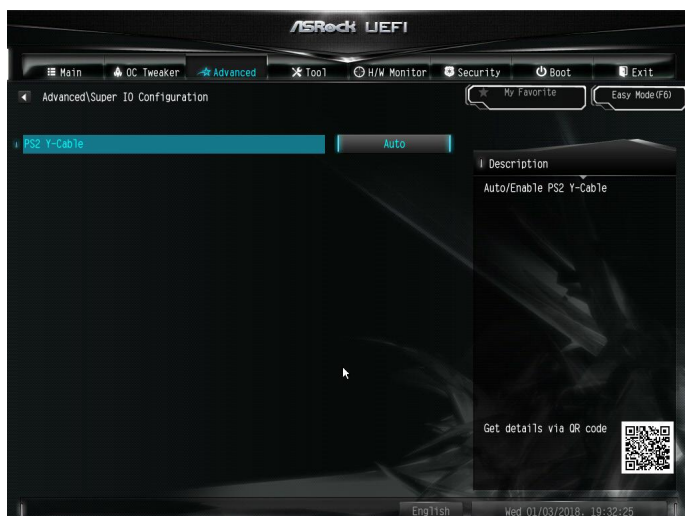 ASRock UEFI
Main OC Tweaker Advanced Tool H/W Monitor Security Boot Exit
Advanced\Super IO Configuration
My Favorite
Easy Mode(F6)
PS2 Y-Cable Auto
Description
Auto/Enable PS2 Y-Cable
Get details via QR code
English Wed 01/03/2018. 19:32:25